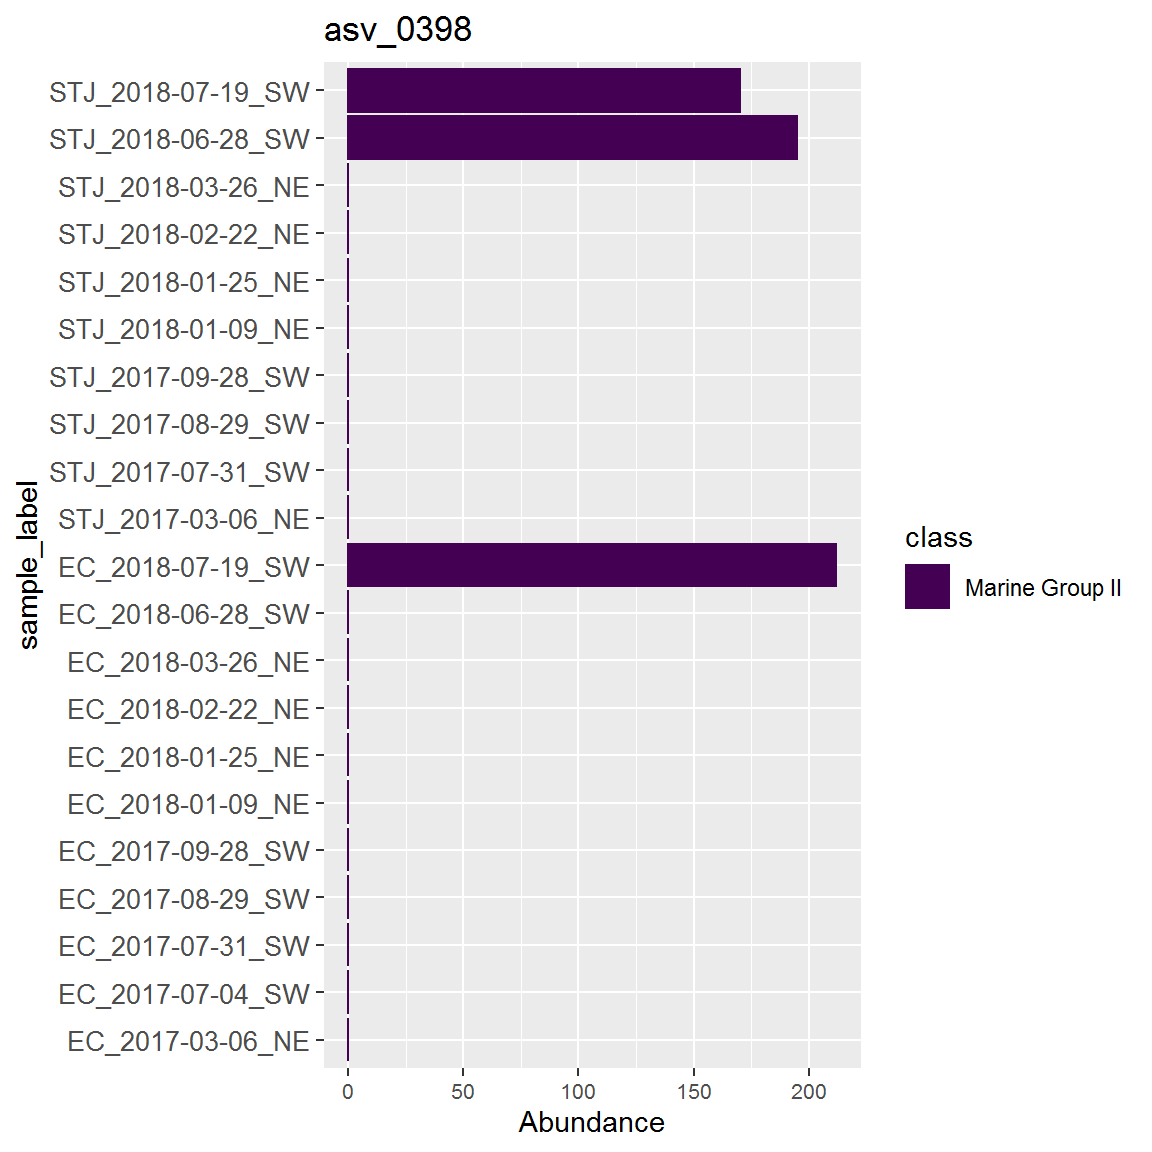 asv_0398
STJ_2018-07-19_SW
STJ_2018-06-28_SW
STJ_2018-03-26_NE
STJ_2018-02-22_NE
STJ_2018-01-25_NE
STJ_2018-01-09_NE
STJ_2017-09-28_SW
STJ_2017-08-29_SW
STJ_2017-07-31_SW
STJ_2017-03-06_NE
EC_2018-07-19_SW
EC_2018-06-28_SW
EC_2018-03-26_NE
EC_2018-02-22_NE
EC_2018-01-25_NE
EC_2018-01-09_NE
EC_2017-09-28_SW
EC_2017-08-29_SW
EC_2017-07-31_SW
EC_2017-07-04_SW
EC_2017-03-06_NE
sample_label
0 50 100 150 200
Abundance
class
Marine Group II